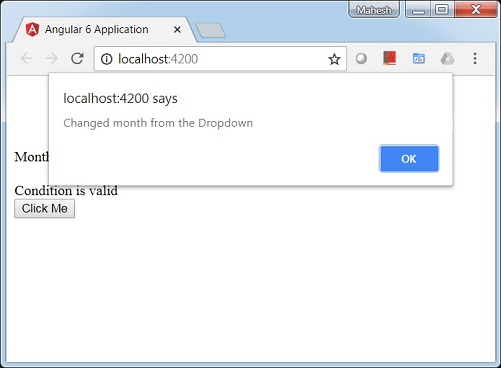 Mahesh
Angular 6 Application
localhost:4200
localhost:4200 says
Changed month from the Dropdown
OK
Month
Condition is valid
Click Me